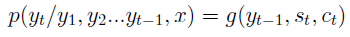 p(y_t/y_1, y_2...y_{t−1}, x) = g(y_{t−1}, s_t, c_t)